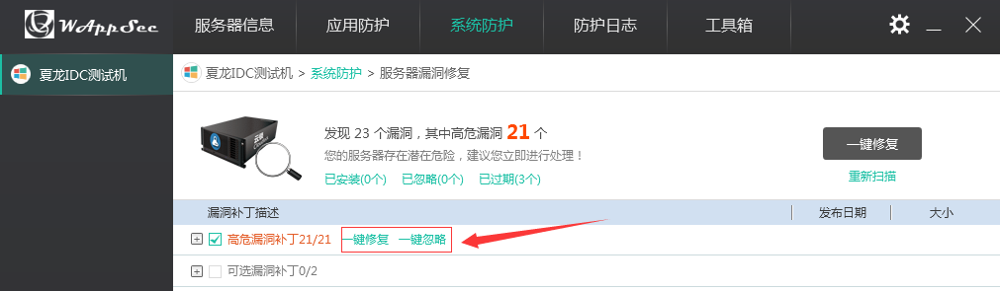 WAppSec 服务器信息 应用防护 系统防护 防护日志 工具箱
夏龙IDC测试机
夏龙IDC测试机 > 系统防护 > 服务器漏洞修复
发现 23 个漏洞，其中高危漏洞 21 个
您的服务器存在潜在危险，建议您立即进行处理！
已安装(0个) 已忽略(0个) 已过期(3个)
一键修复
重新扫描
漏洞补丁描述 发布日期 大小
高危漏洞补丁21/21 一键修复 一键忽略
可选漏洞补丁0/2